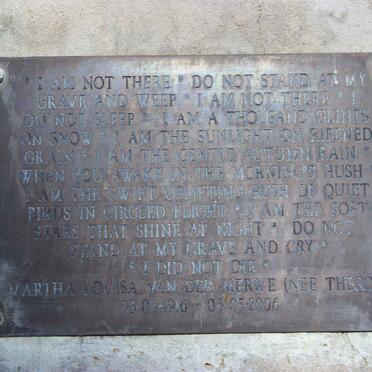 * I AM NOT THERE * DO NOT STAND AT MY
GRAVE AND WEEP * I AM NOT THERE * I
DO NOT SLEEP * I AM A THOUSAND GLINTS
ON SNOW * I AM THE SUNLIGHT ON RIPENED
GRAIN * I AM THE GENTLE AUTUMN RAIN *
WHEN YOU AWAKE IN THE MORNING'S HUSH
I AM THE SWIFT UPLIFTING RUSH OF QUIET
BIRDS IN CIRCLED FLIGHT * I AM THE SOFT
STARS THAT SHINE AT NIGHT * DO NOT
STAND AT MY GRAVE AND CRY *
* I DID NOT DIE *
MARTHA LOUISA VAN DER MERWE (NEE
2006